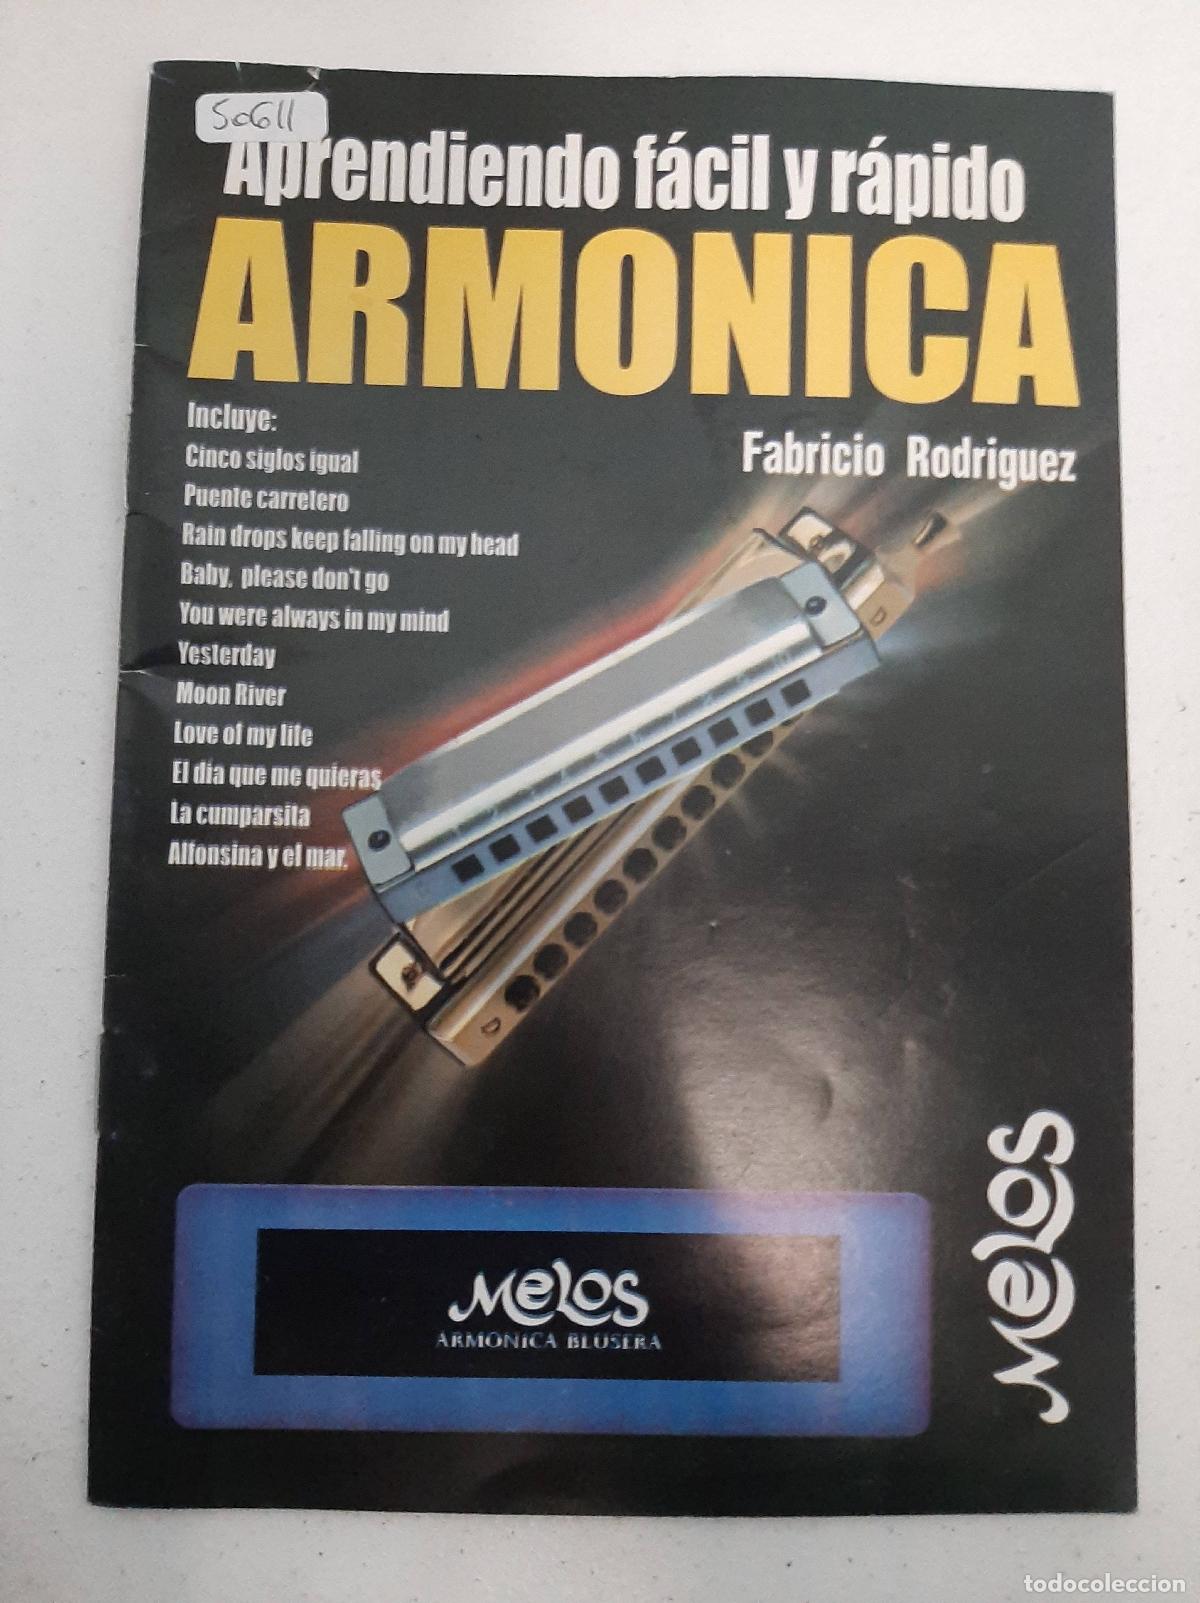 50611
Aprendiendo fácil y rápido
ARMONICA
Fabricio Rodriguez
Incluye:
Cinco siglos igual
Puente carretero
Rain drops keep falling on my head
Baby, please don't go
You were always in my mind
Yesterday
Moon River
Love of my life
El día que me quieras
La cumparsita
Alfonsina y el mar.
D
D
MELOS
MELOS
ARMONICA BLUSERA
todocoleccion